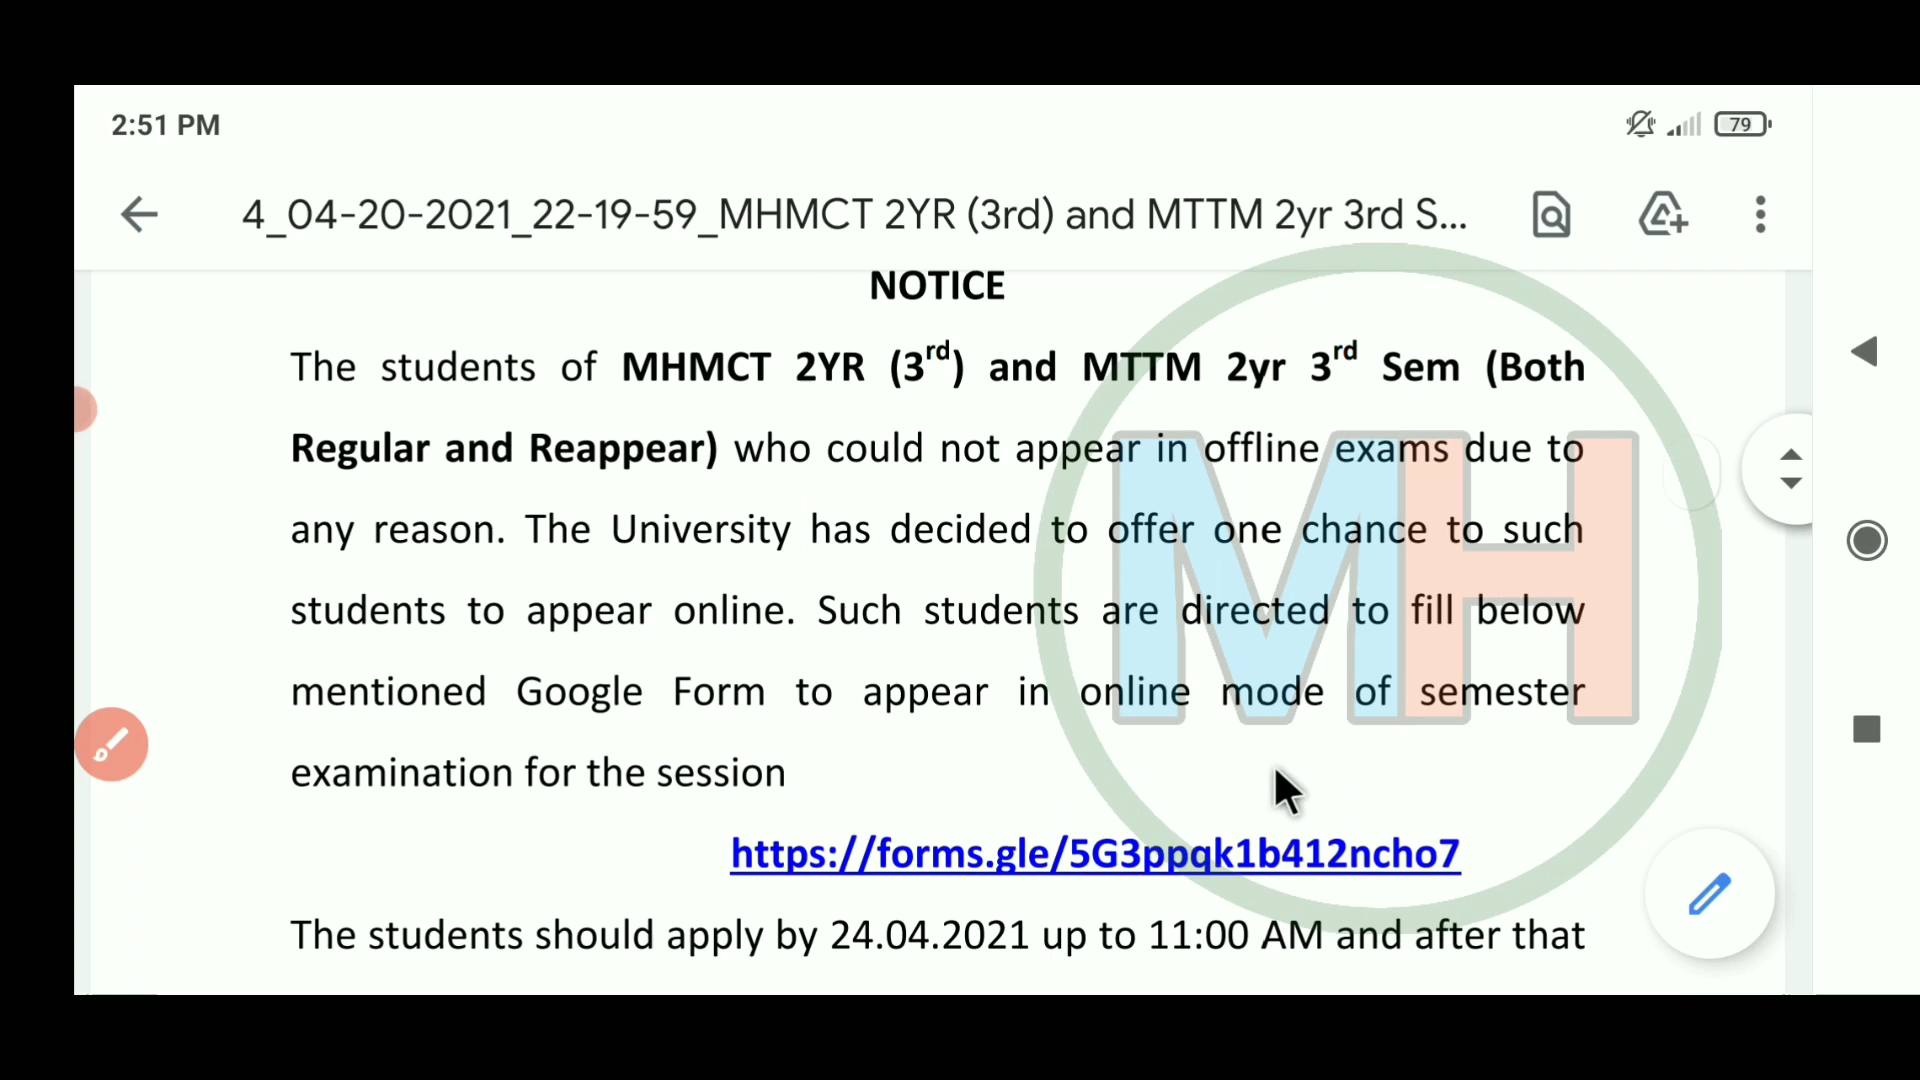 2:51 PM
79
4_04-20-2021_22-19-59_MHMCT 2YR (3rd) and MTTM 2yr 3rd S...
NOTICE
The students of MHMCT 2YR (3rd) and MTTM 2yr 3rd Sem (Both
Regular and Reappear) who could not appear in offline exams due to
any reason. The University has decided to offer one chance to such
students to appear online. Such students are directed to fill below
mentioned Google Form to appear in online mode of semester
examination for the session
https://forms.gle/5G3ppqk1b412ncho7
The students should apply by 24.04.2021 up to 11:00 AM and after that
MH